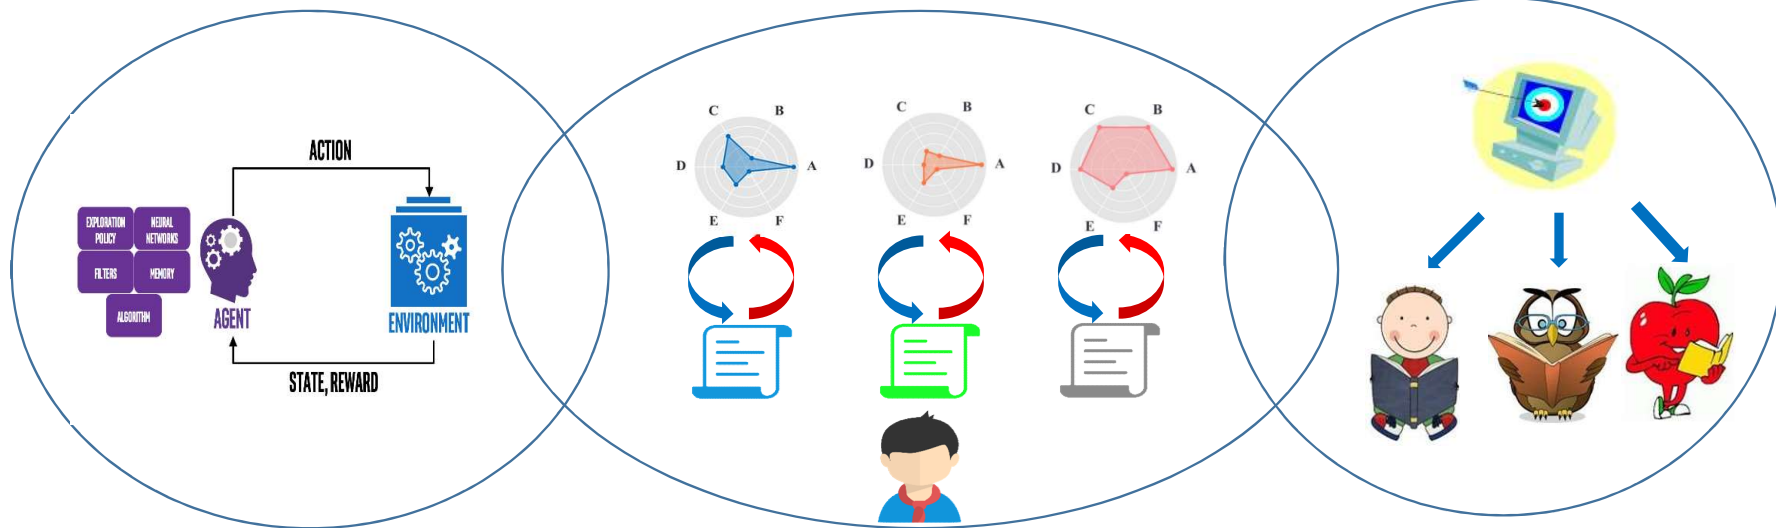 ACTION
EXPLORATION
POLICY
NEURAL
NETWORKS
FILTERS
MEMORY
ALGORITHM
AGENT
ENVIRONMENT
STATE, REWARD
C B
D A
E F
C B
D A
E F
C B
D A
E F